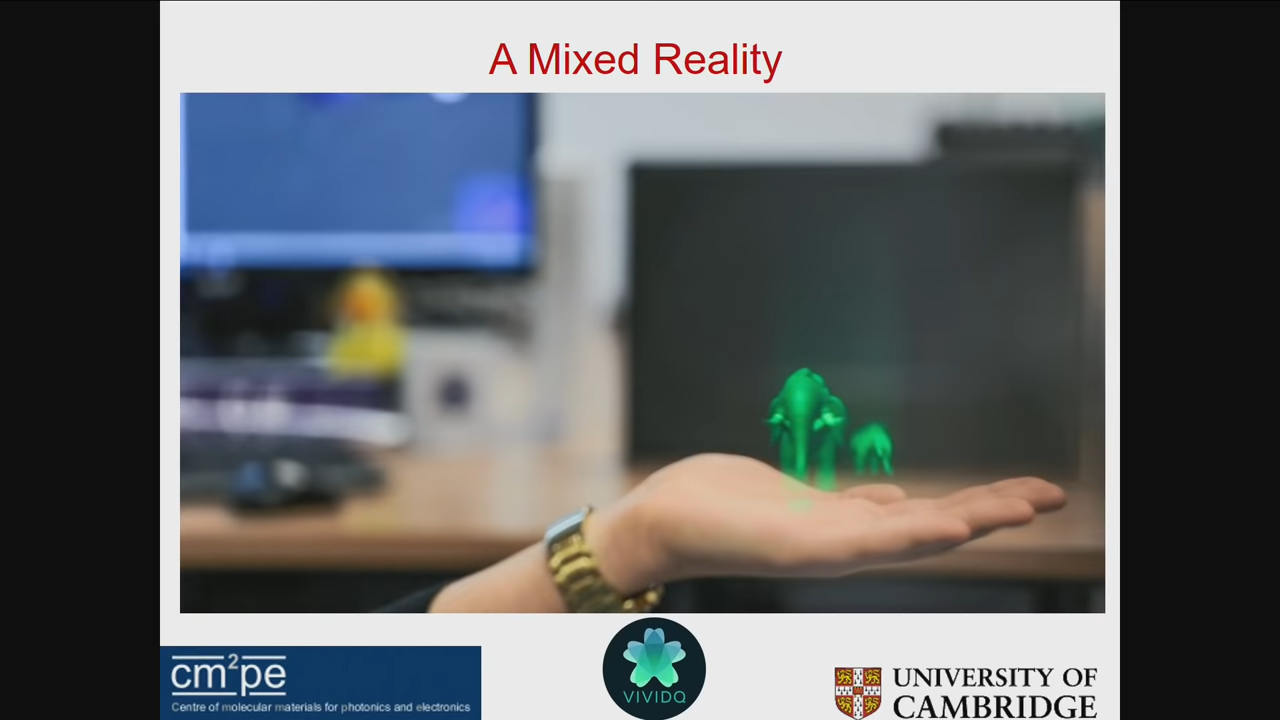 A Mixed Reality
cm²pe
Centre of molecular materials for photonics and electronics
VIVIDQ
UNIVERSITY OF
CAMBRIDGE